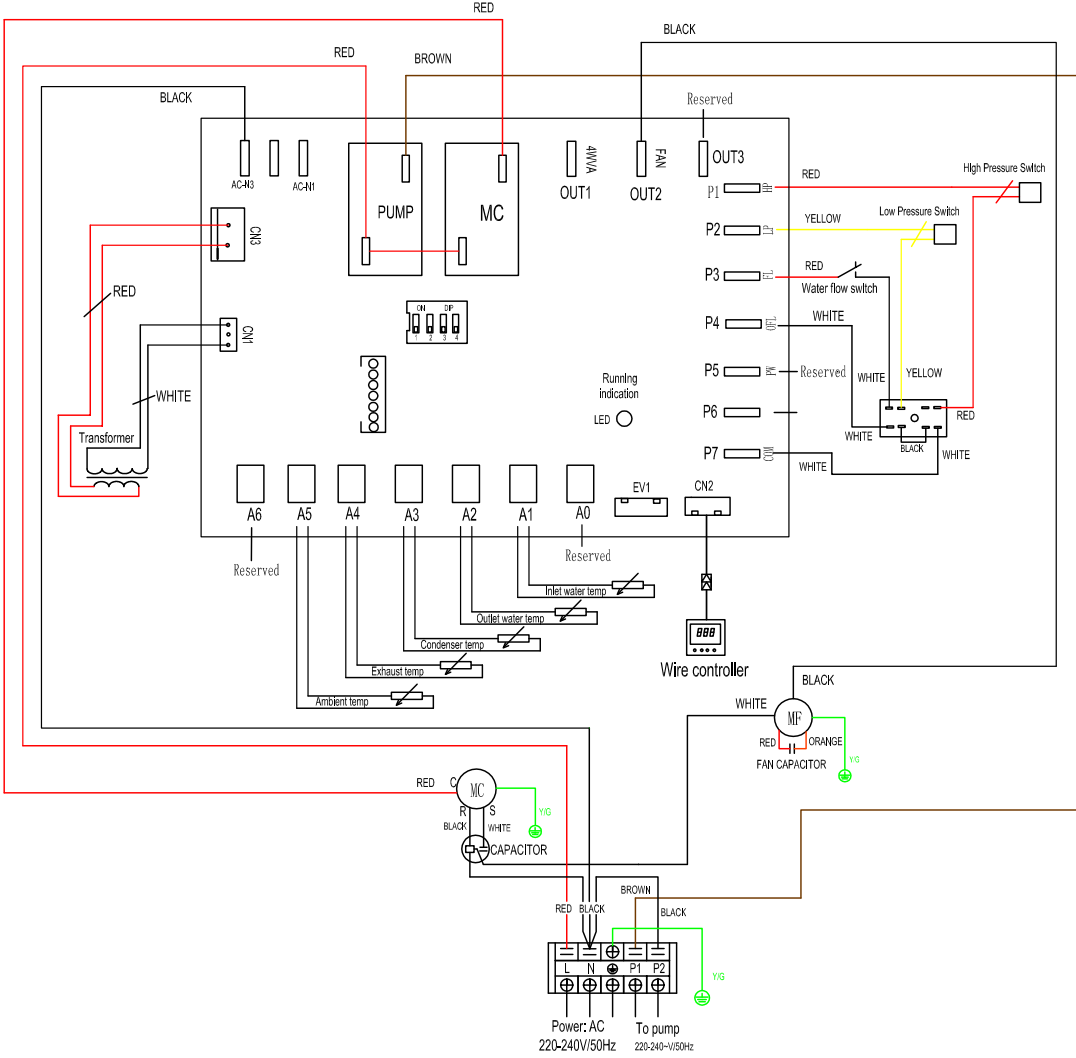 RED
BLACK
RED
BROWN
BLACK
Reserved
AC-N3
AC-N1
PUMP
MC
4WVA
OUT1
FAN
OUT2
OUT3
P1
HP
RED
High Pressure Switch
P2
LP
YELLOW
Low Pressure Switch
CN3
P3
RED
Water flow switch
RED
ON DIP
1 2 3 4
CN1
P4
WHITE
P5
PW
Reserved
WHITE
YELLOW
WHITE
Running
indication
LED
P6
RED
Transformer
WHITE
BLACK
P7
COM
WHITE
WHITE
EV1
CN2
A6
A5
A4
A3
A2
A1
A0
Reserved
Reserved
Inlet water temp
Outlet water temp
Condenser temp
Exhaust temp
Ambient temp
888
Wire controller
BLACK
WHITE
MF
RED
ORANGE
FAN CAPACITOR
Y/G
RED
C
MC
R
S
BLACK
WHITE
Y/G
CAPACITOR
BROWN
RED
BLACK
BLACK
L
N
P1
P2
Y/G
Power: AC
220-240V/50Hz
To pump
220-240~V/50Hz